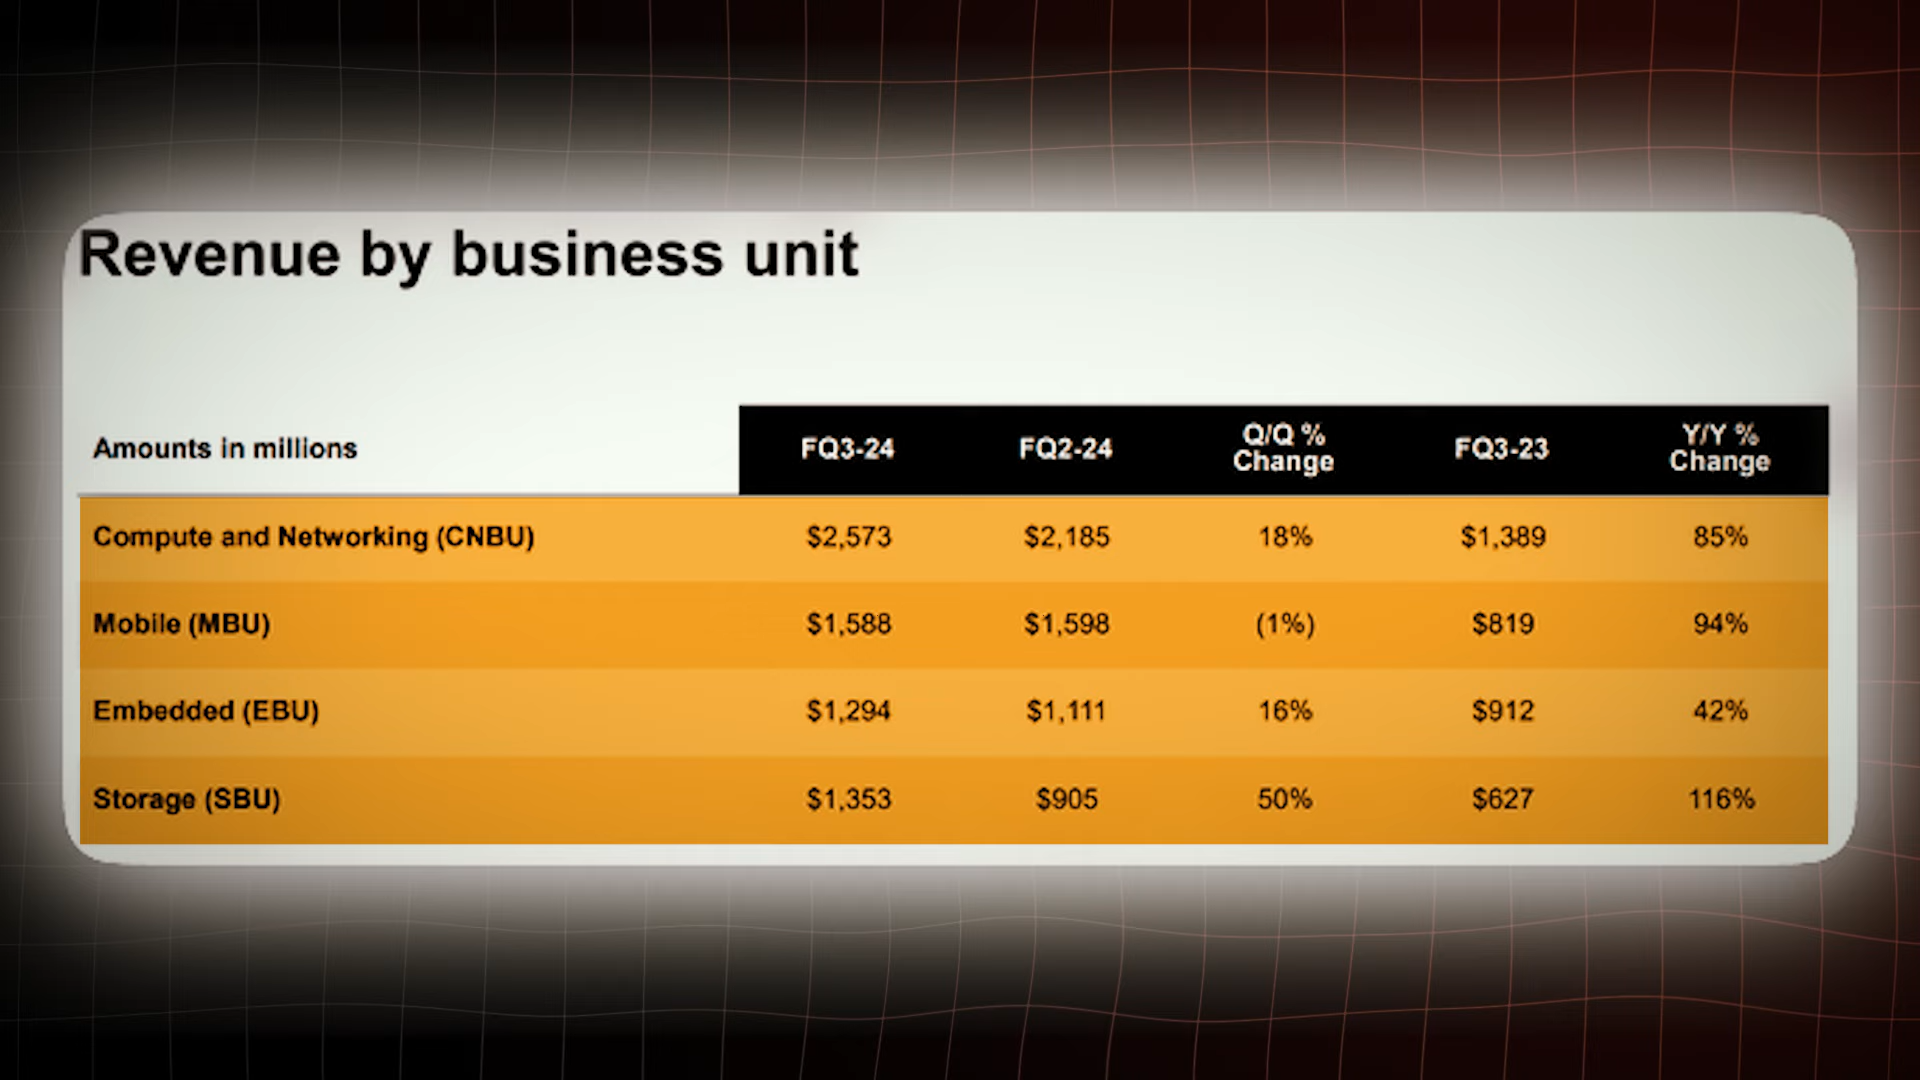 Revenue by business unit
Amounts in millions FQ3-24 FQ2-24 Q/Q % Change FQ3-23 Y/Y % Change
Compute and Networking (CNBU) $2,573 $2,185 18% $1,389 85%
Mobile (MBU) $1,588 $1,598 (1%) $819 94%
Embedded (EBU) $1,294 $1,111 16% $912 42%
Storage (SBU) $1,353 $905 50% $627 116%